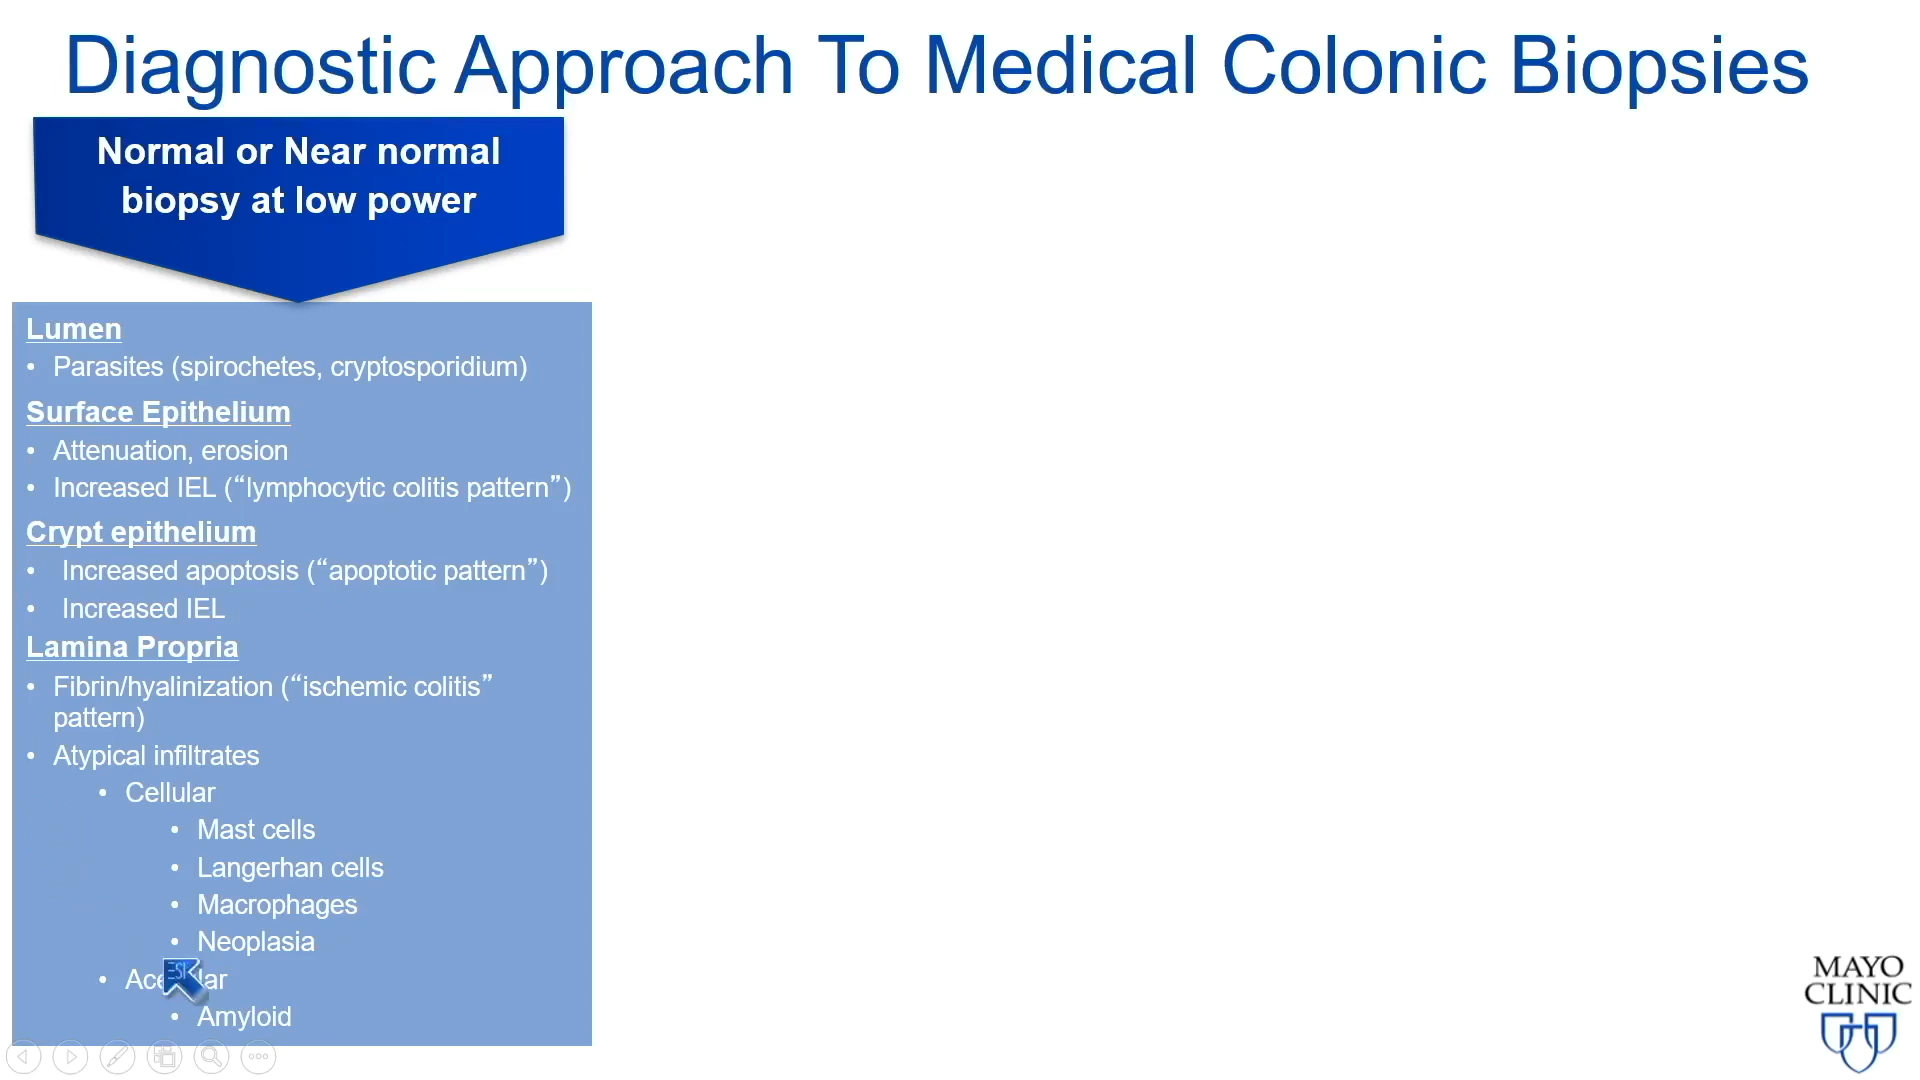 Diagnostic Approach To Medical Colonic Biopsies
Normal or Near normal
biopsy at low power
Lumen
• Parasites (spirochetes, cryptosporidium)
Surface Epithelium
• Attenuation, erosion
• Increased IEL (“lymphocytic colitis pattern”)
Crypt epithelium
• Increased apoptosis (“apoptotic pattern”)
• Increased IEL
Lamina Propria
• Fibrin/hyalinization (“ischemic colitis”
pattern)
• Atypical infiltrates
• Cellular
• Mast cells
• Langerhan cells
• Macrophages
• Neoplasia
• Amyloid
MAYO
CLINIC